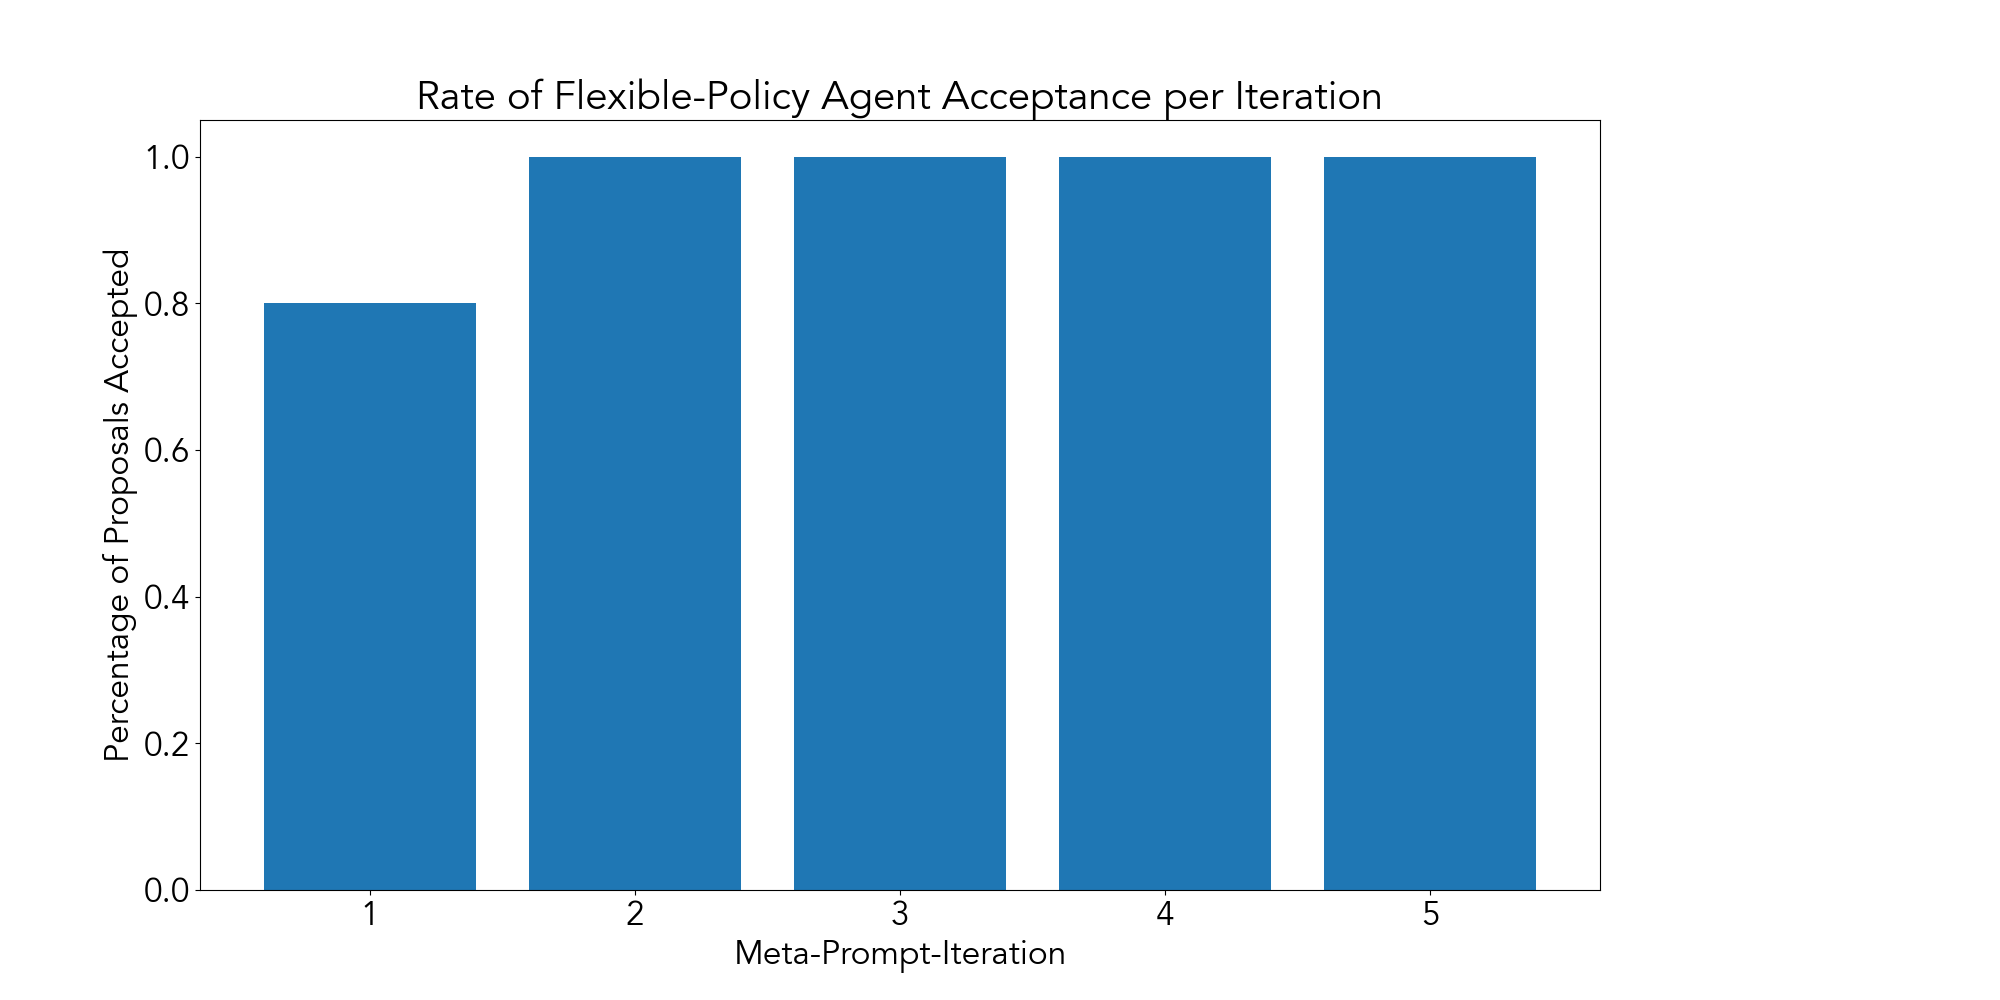 Rate of Flexible-Policy Agent Acceptance per Iteration
Percentage of Proposals Accepted
1.0
0.8
0.6
0.4
0.2
0.0
1 2 3 4 5
Meta-Prompt-Iteration